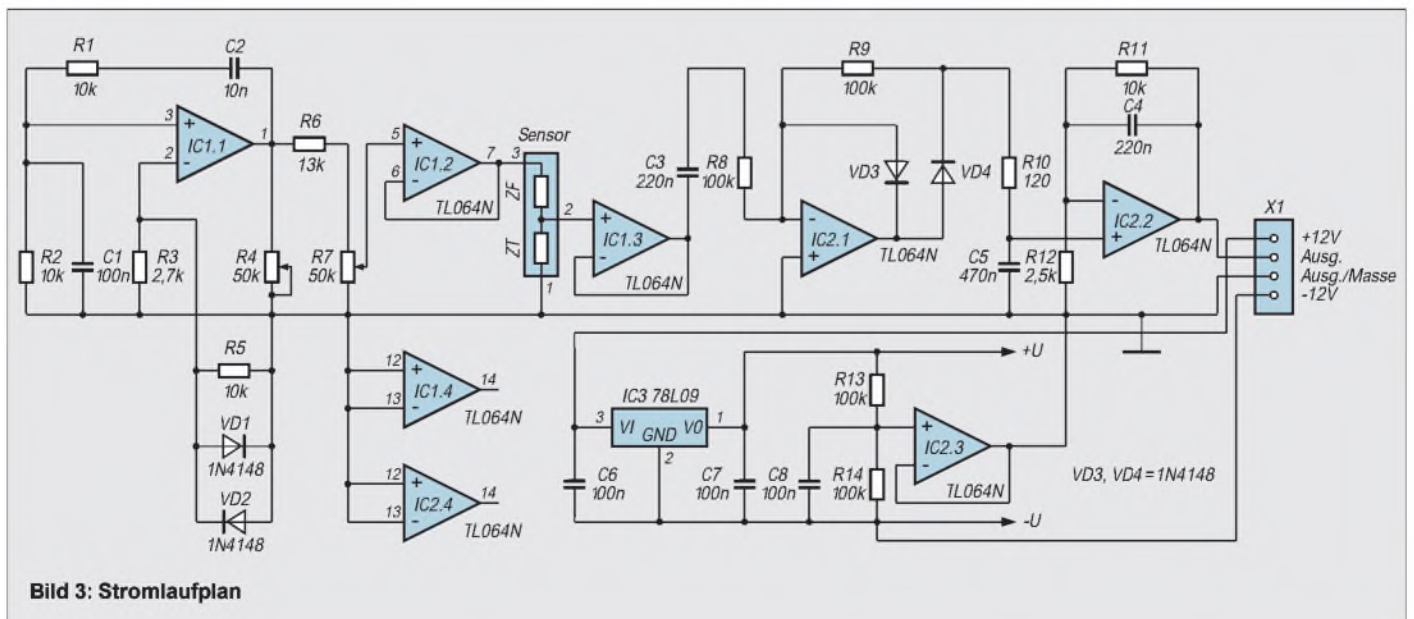 R1
10k
C2
10n
3
+
2
-
IC1.1
1
R6
13k
R2
10k
C1
100n
R3
2,7k
R4
50k
R7
50k
5
+
6
-
IC1.2
7
TL064N
Sensor
3
ZF
2
ZT
1
+
-
IC1.3
TL064N
C3
220n
R8
100k
R9
100k
-
+
IC2.1
TL064N
VD3
VD4
R10
120
C5
470n
R11
10k
C4
220n
-
+
IC2.2
TL064N
R12
2,5k
X1
+12V
Ausg.
Ausg./Masse
-12V
R5
10k
VD1
1N4148
VD2
1N4148
12
+
13
-
IC1.4
14
TL064N
12
+
13
-
IC2.4
14
TL064N
IC3 78L09
3
VI
GND
VO
1
2
C6
100n
C7
100n
C8
100n
R13
100k
R14
100k
+
-
IC2.3
TL064N
+U
-U
VD3, VD4 = 1N4148
Bild 3: Stromlaufplan